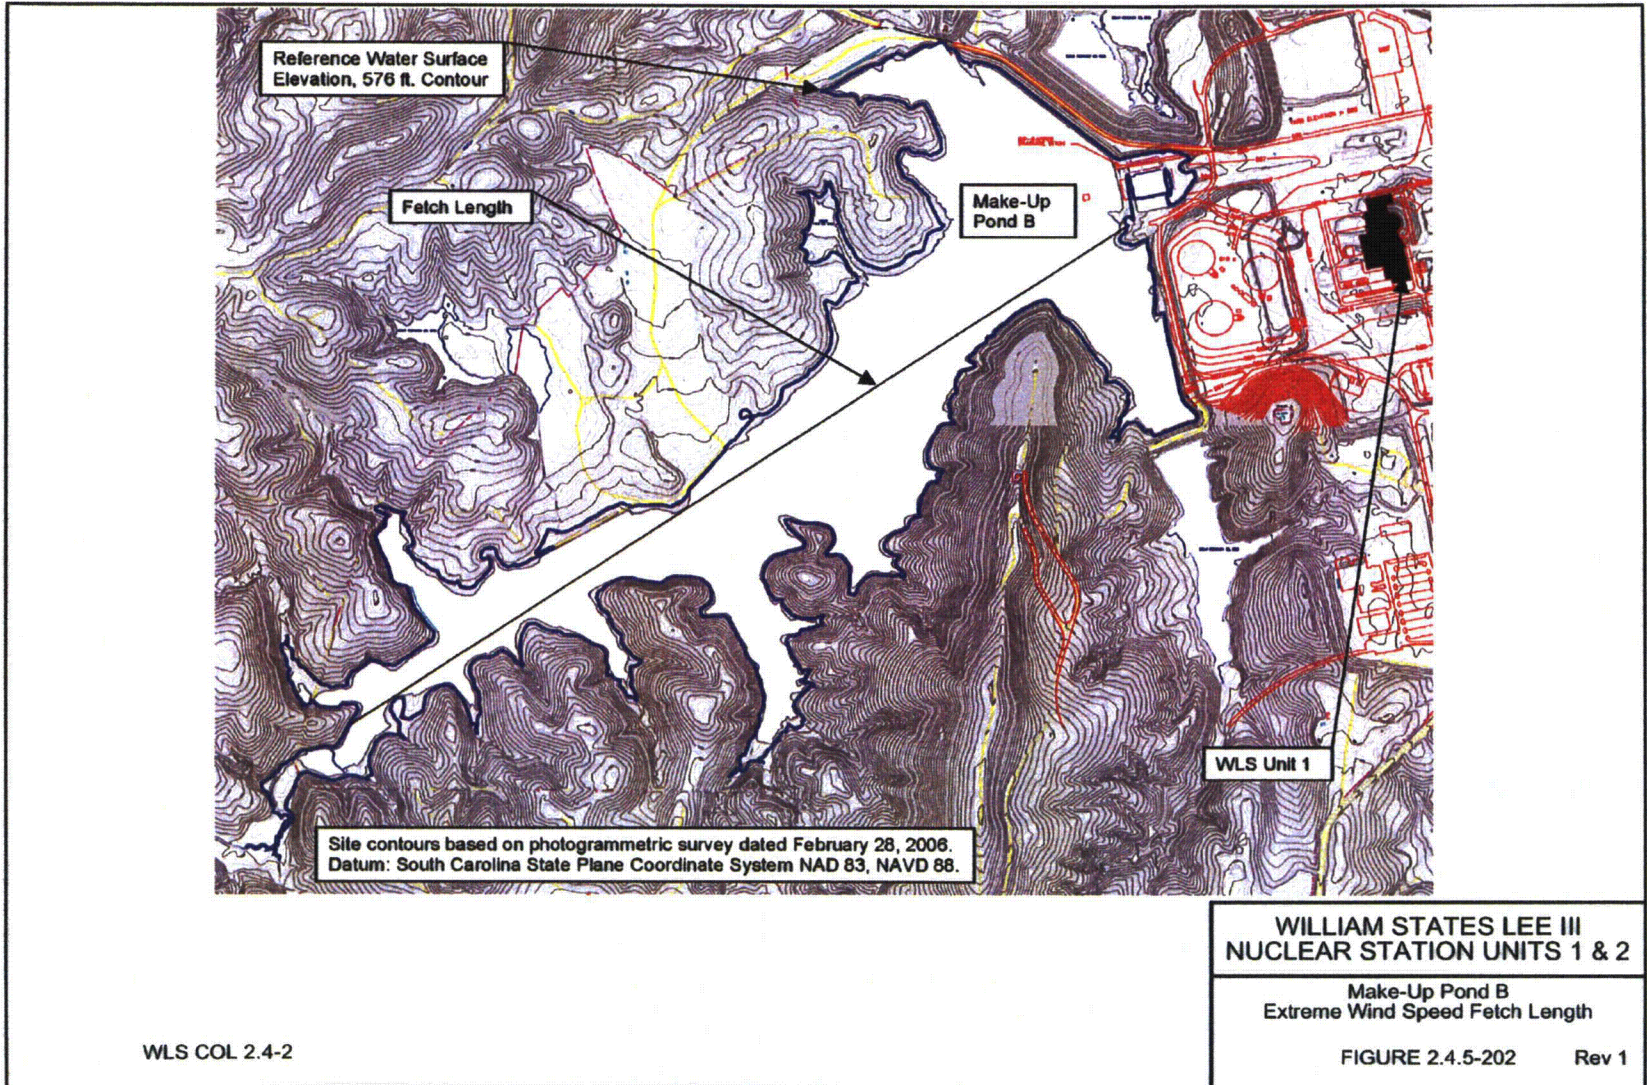 Reference Water Surface
Elevation, 576 ft. Contour
Fetch Length
Make-Up
Pond B
WLS Unit 1
Site contours based on photogrammetric survey dated February 28, 2006.
Datum: South Carolina State Plane Coordinate System NAD 83, NAVD 88.
WILLIAM STATES LEE III
NUCLEAR STATION UNITS 1 & 2
Make-Up Pond B
Extreme Wind Speed Fetch Length
WLS COL 2.4-2
FIGURE 2.4.5-202 Rev 1